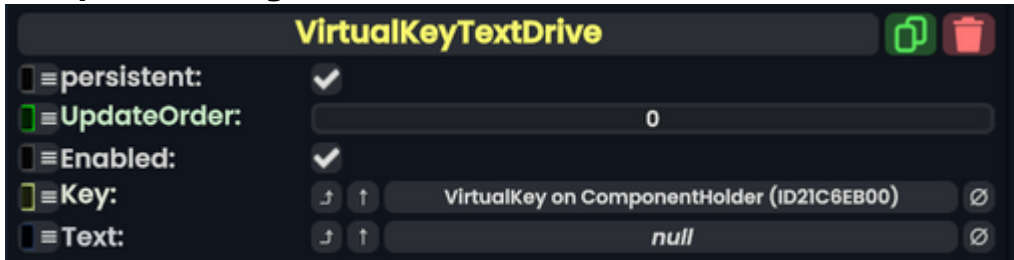 VirtualKeyTextDrive
persistent:
UpdateOrder: 0
Enabled:
Key: VirtualKey on ComponentHolder (ID21C6EB00)
Text: null